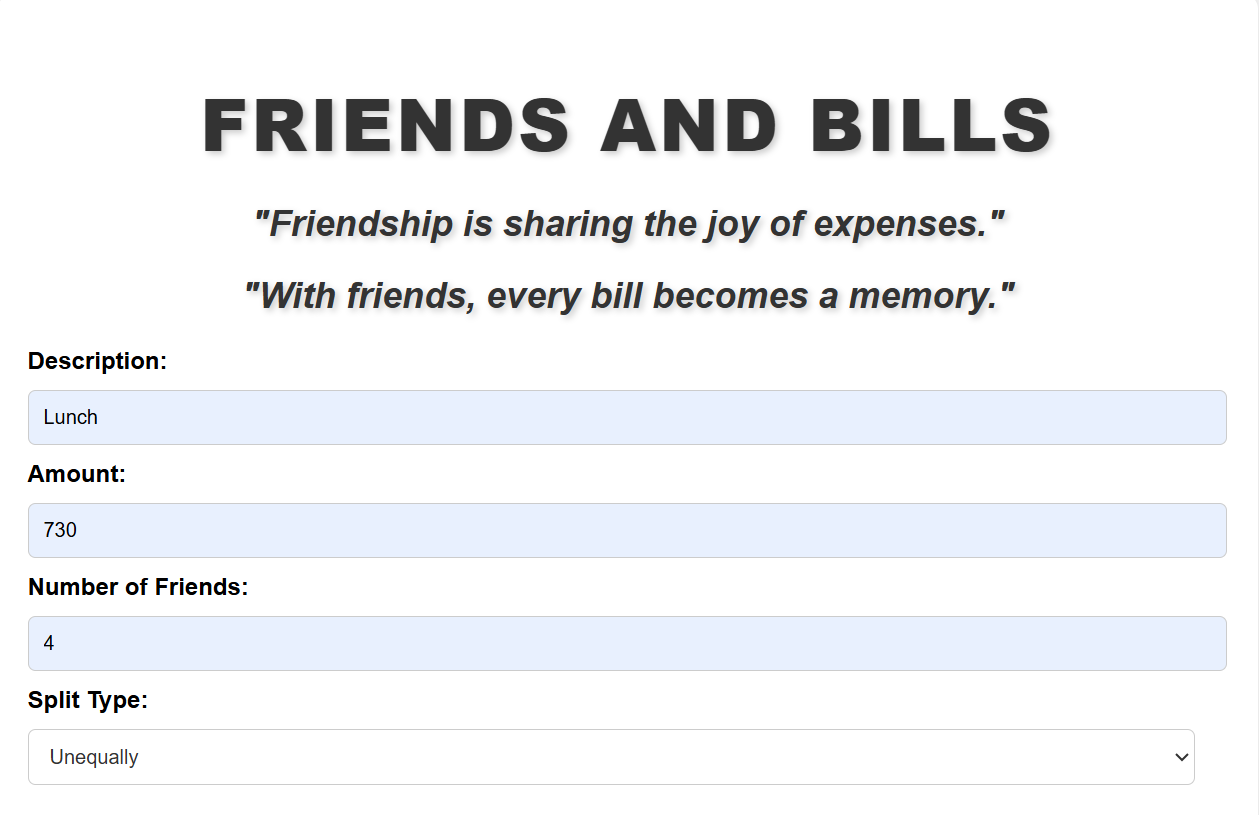 FRIENDS AND BILLS
"Friendship is sharing the joy of expenses."
"With friends, every bill becomes a memory."
Description:
Lunch
Amount:
730
Number of Friends:
4
Split Type:
Unequally